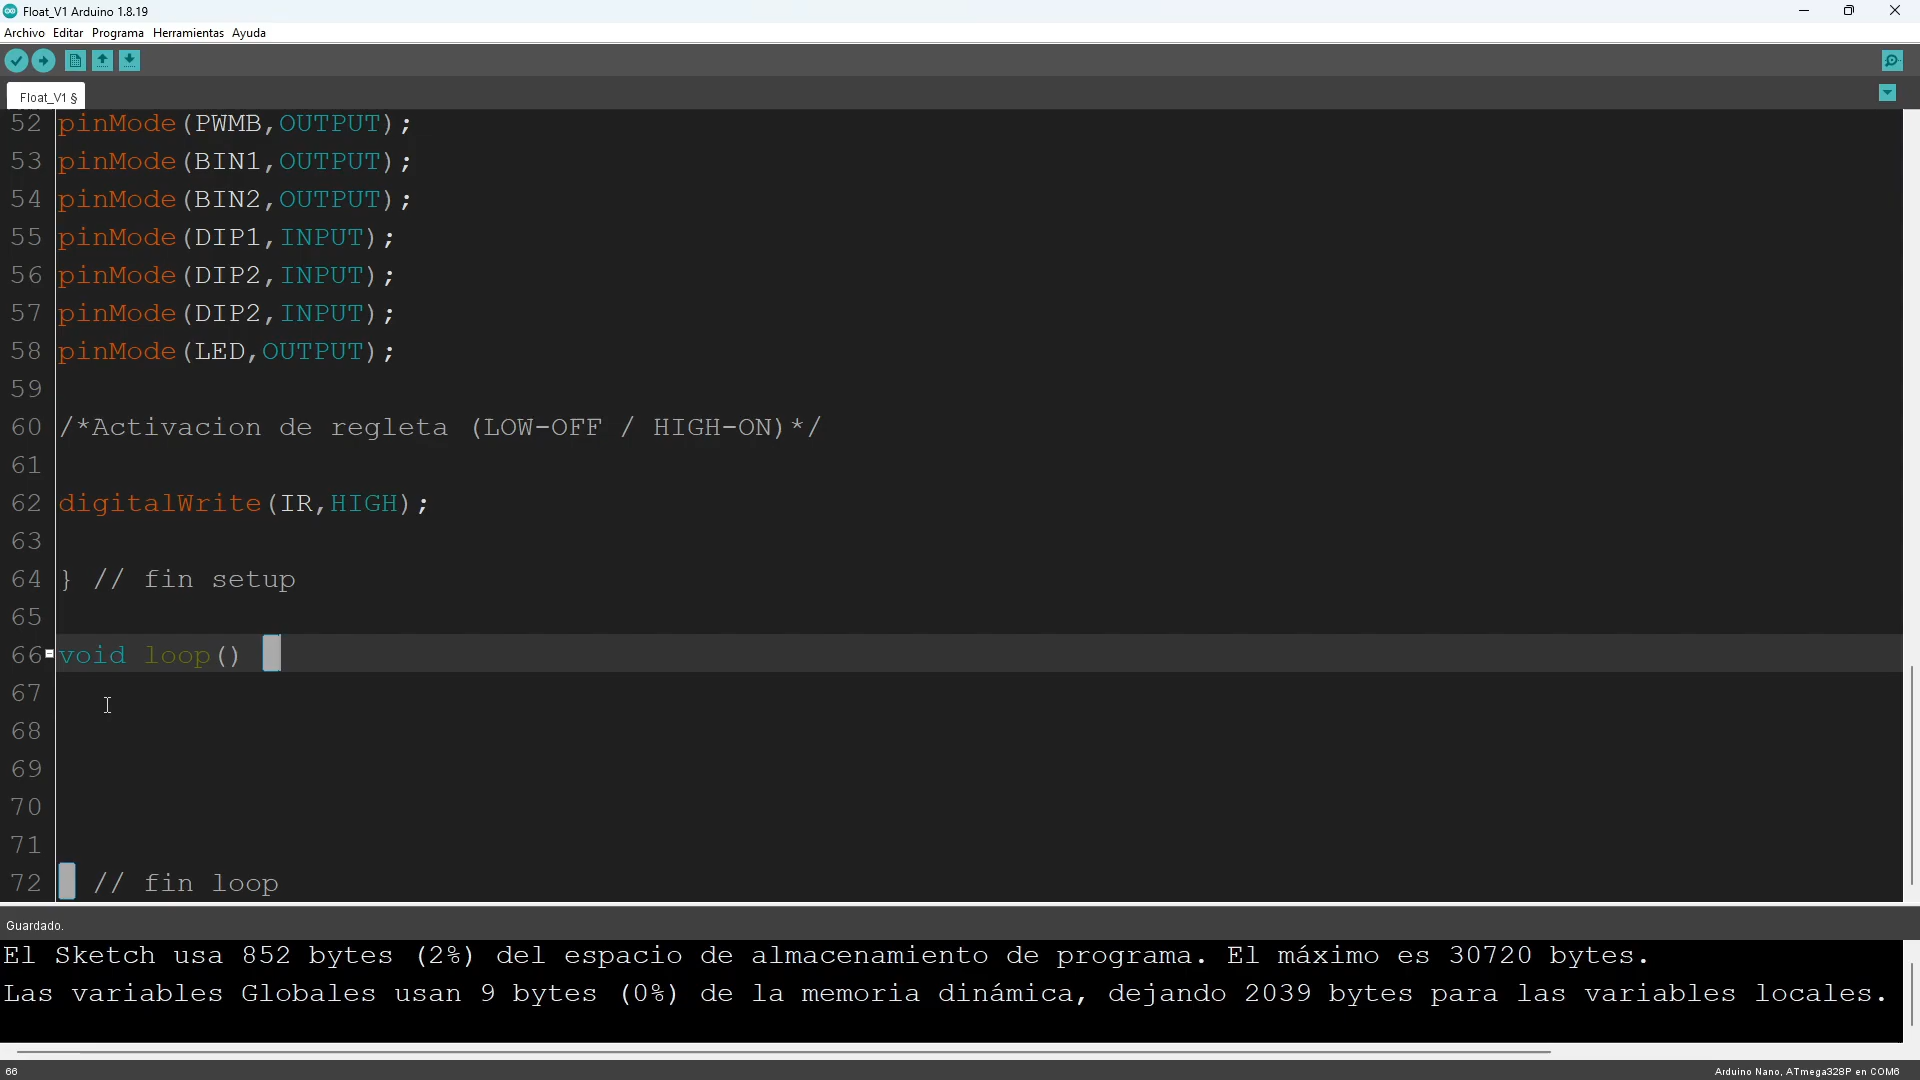 Float_V1 Arduino 1.8.19
Archivo Editar Programa Herramientas Ayuda
Float_V1 §
52 pinMode(PWMB,OUTPUT);
53 pinMode(BIN1,OUTPUT);
54 pinMode(BIN2,OUTPUT);
55 pinMode(DIP1,INPUT);
56 pinMode(DIP2,INPUT);
57 pinMode(DIP2,INPUT);
58 pinMode(LED,OUTPUT);
59
60 /*Activacion de regleta (LOW-OFF / HIGH-ON)*/
61
62 digitalWrite(IR,HIGH);
63
64 } // fin setup
65
66 void loop()
67
68
69
70
71
72 // fin loop
Guardado.
El Sketch usa 852 bytes (2%) del espacio de almacenamiento de programa. El máximo es 30720 bytes.
Las variables Globales usan 9 bytes (0%) de la memoria dinámica, dejando 2039 bytes para las variables locales.
66 Arduino Nano, ATmega328P en COM6